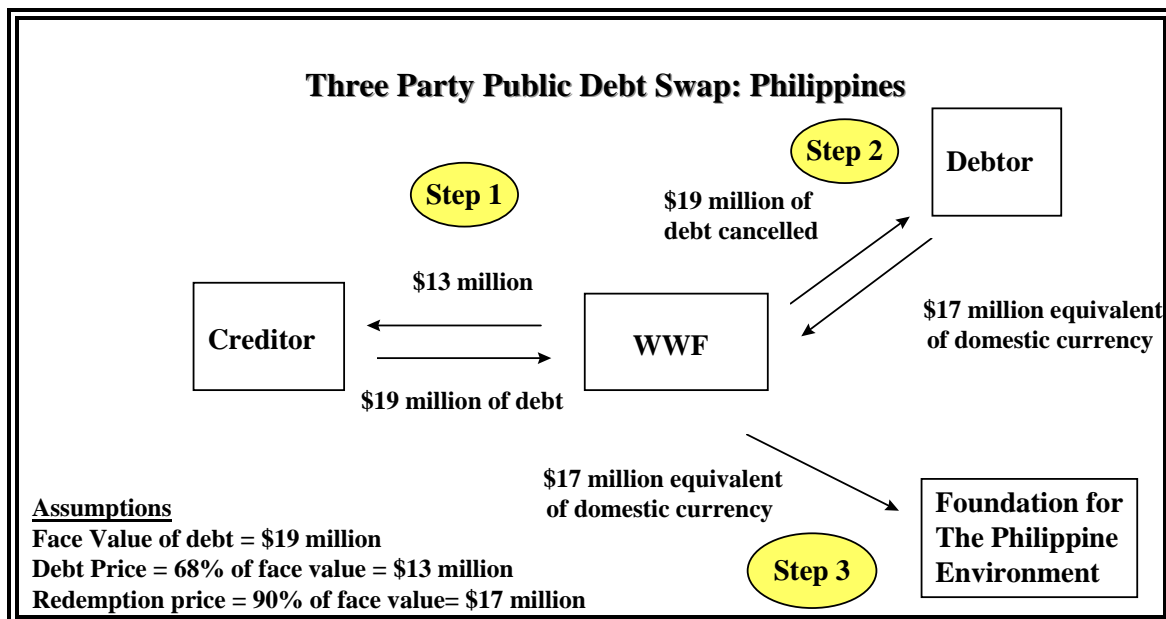 Three Party Public Debt Swap: Philippines
Step 1
Step 2
Debtor
$19 million of
debt cancelled
$13 million
Creditor
WWF
$17 million equivalent
of domestic currency
$19 million of debt
$17 million equivalent
of domestic currency
Step 3
Foundation for
The Philippine
Environment
Assumptions
Face Value of debt = $19 million
Debt Price = 68% of face value = $13 million
Redemption price = 90% of face value= $17 million